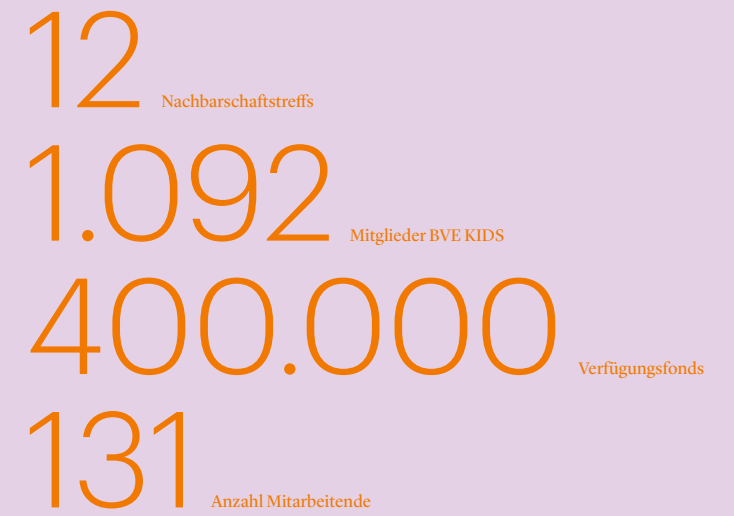 12 Nachbarschaftstreffs
1.092 Mitglieder BVE KIDS
400.000 Verfügungsfonds
131 Anzahl Mitarbeitende